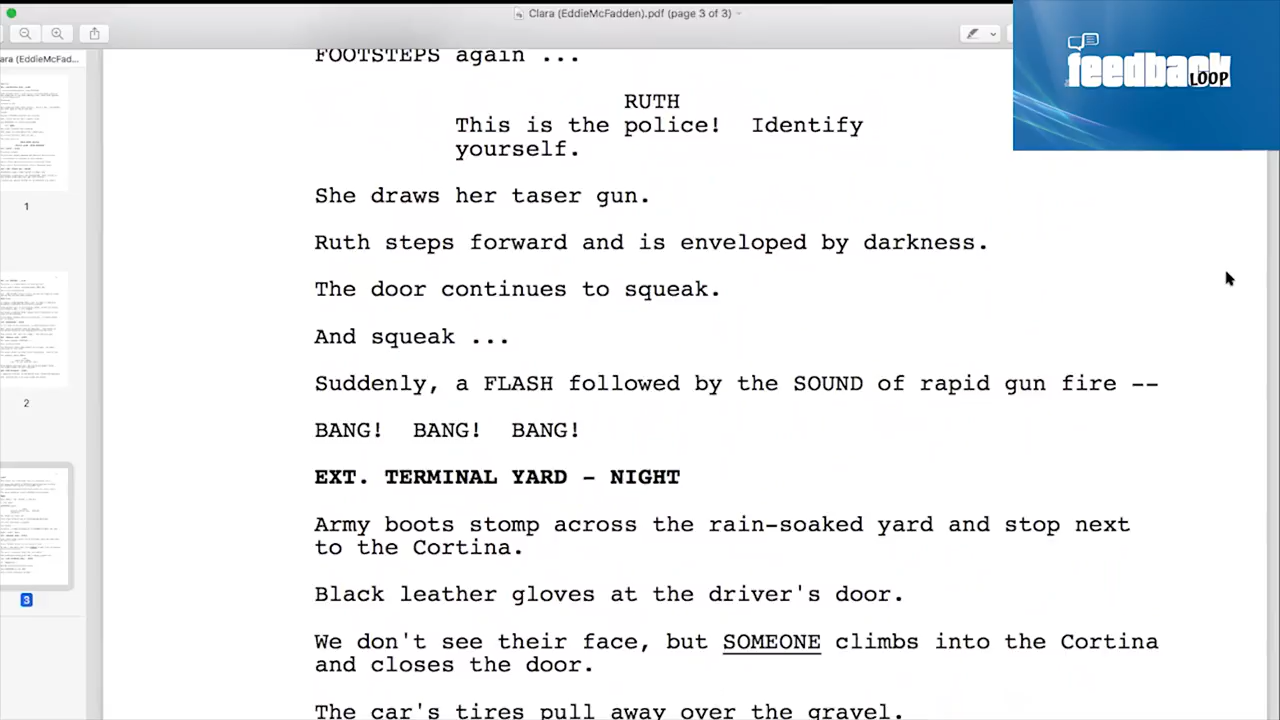 Clara (EddieMcFadden).pdf (page 3 of 3)
ara (EddieMcFad...
feedback
LOOP
FOOTSTEPS again ...
RUTH
This is the police!  Identify
yourself.
She draws her taser gun.
Ruth steps forward and is enveloped by darkness.
The door continues to squeak.
And squeak ...
Suddenly, a FLASH followed by the SOUND of rapid gun fire --
BANG!  BANG!  BANG!
EXT. TERMINAL YARD - NIGHT
Army boots stomp across the rain-soaked yard and stop next
to the Cortina.
Black leather gloves at the driver's door.
We don't see their face, but SOMEONE climbs into the Cortina
and closes the door.
The car's tires pull away over the gravel.
1
2
3